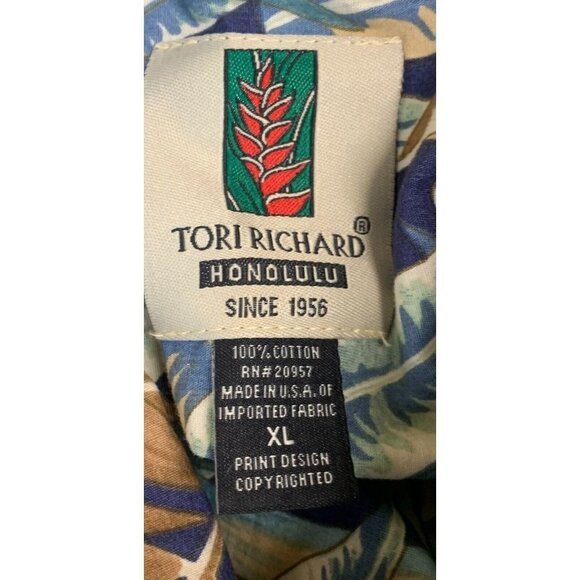 TORI RICHARD®
HONOLULU
SINCE 1956
100% COTTON
RN# 20957
MADE IN U.S.A. OF
IMPORTED FABRIC
XL
PRINT DESIGN
COPYRIGHTED